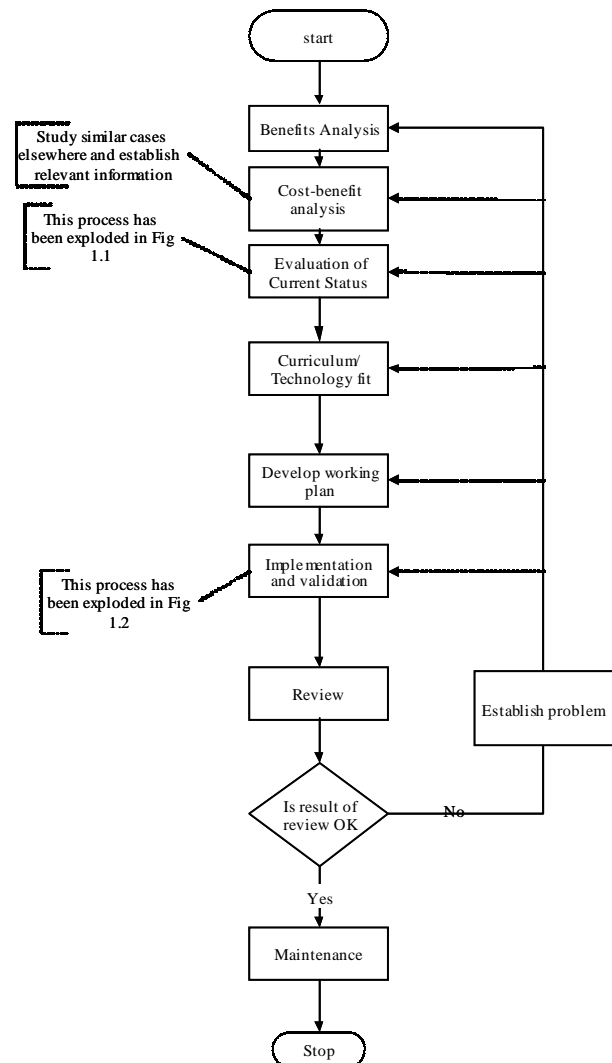 start
Benefits Analysis
Study similar cases
elsewhere and establish
relevant information
Cost-benefit
analysis
This process has
been exploded in Fig
1.1
Evaluation of
Current Status
Curriculum/
Technology fit
Develop working
plan
Implementation
and validation
This process has
been exploded in Fig
1.2
Review
Establish problem
Is result of
review OK
No
Yes
Maintenance
Stop